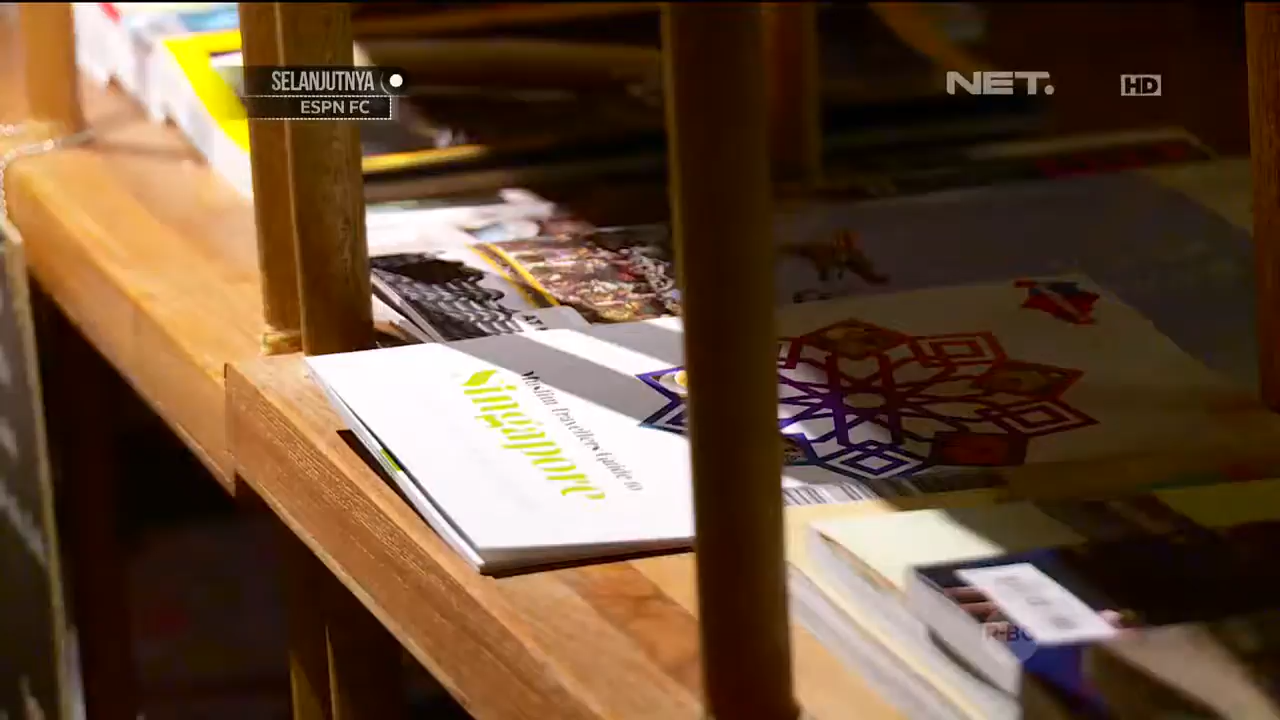 SELANJUTNYA
ESPN FC
NET.
HD
Muslim Travellers Guide to
Singapore